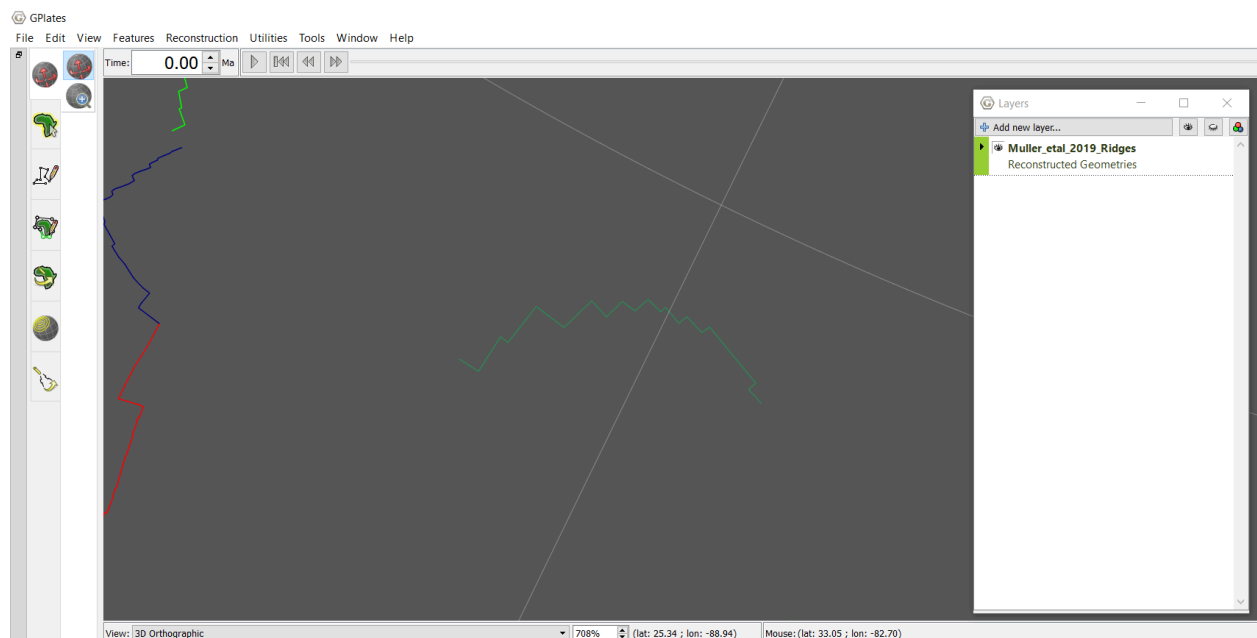 GPlates
File Edit View Features Reconstruction Utilities Tools Window Help
Time: 0.00 Ma
Layers
Add new layer...
Muller_etal_2019_Ridges
Reconstructed Geometries
View: 3D Orthographic 708% (lat: 25.34 ; lon: -88.94) Mouse: (lat: 33.05 ; lon: -82.70)